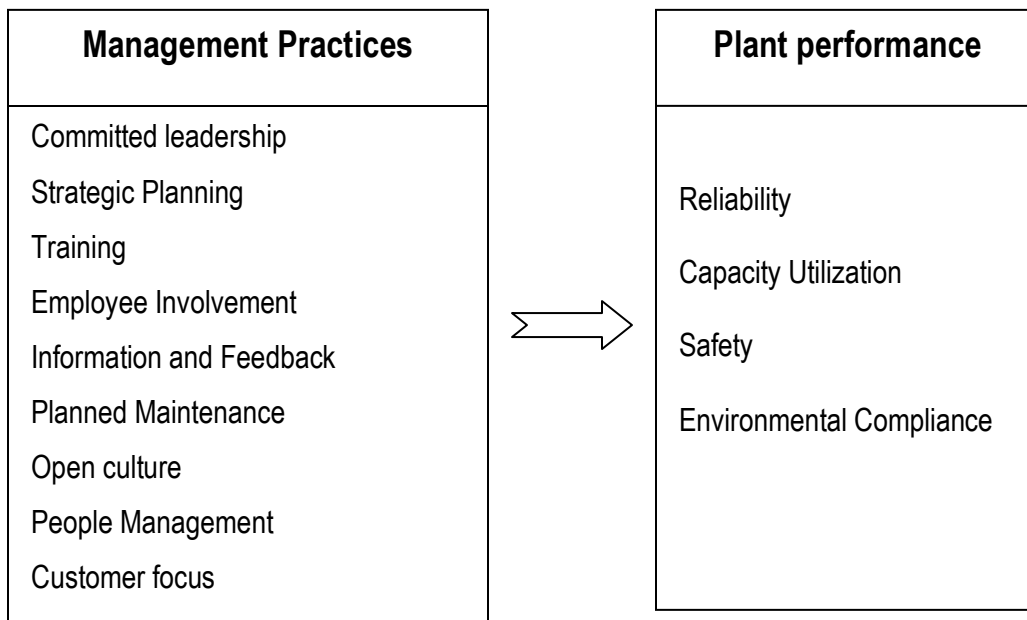 Management Practices
Committed leadership
Strategic Planning
Training
Employee Involvement
Information and Feedback
Planned Maintenance
Open culture
People Management
Customer focus
Plant performance
Reliability
Capacity Utilization
Safety
Environmental Compliance